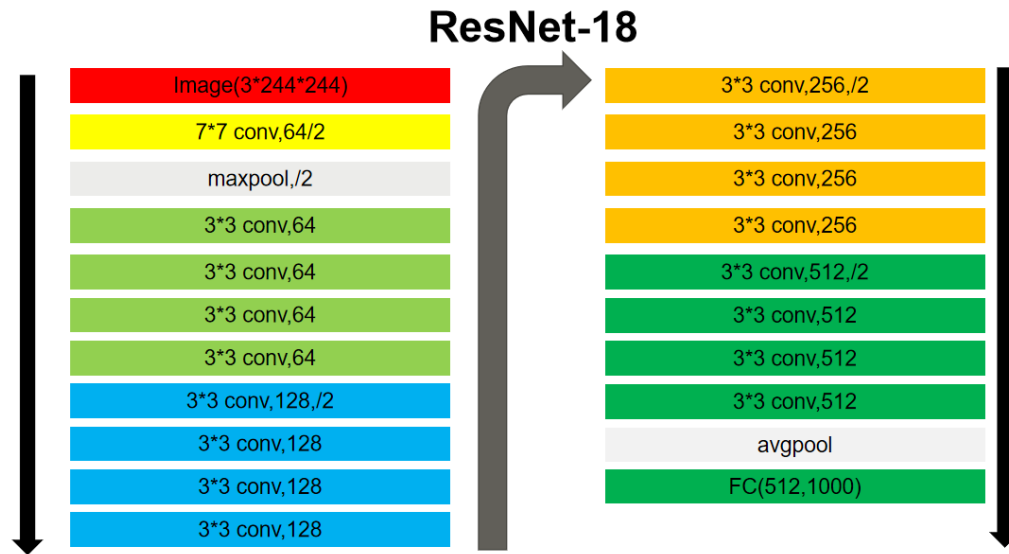 ResNet-18
Image(3*244*244)
7*7 conv,64/2
maxpool,/2
3*3 conv,64
3*3 conv,64
3*3 conv,64
3*3 conv,64
3*3 conv,128,/2
3*3 conv,128
3*3 conv,128
3*3 conv,128
3*3 conv,256,/2
3*3 conv,256
3*3 conv,256
3*3 conv,256
3*3 conv,512,/2
3*3 conv,512
3*3 conv,512
3*3 conv,512
avgpool
FC(512,1000)